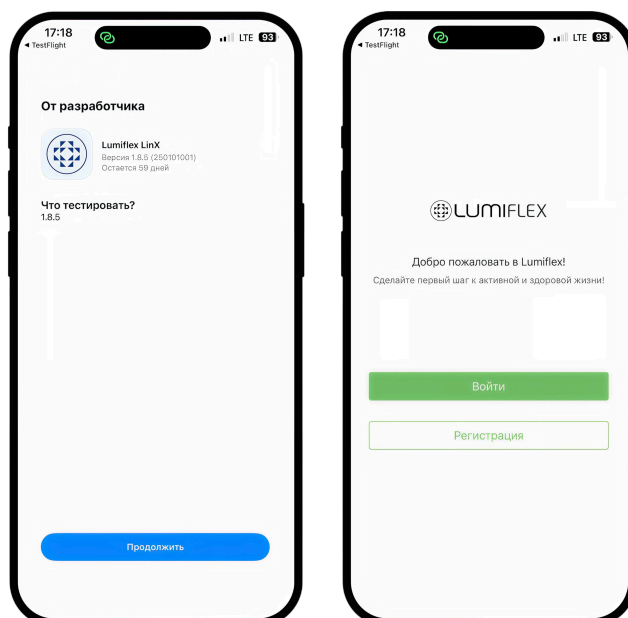 17:18
LTE 93
◀ TestFlight
От разработчика
Lumiflex LinX
Версия 1.8.5 (250101001)
Остается 59 дней
Что тестировать?
1.8.5
Продолжить
17:18
LTE 93
◀ TestFlight
LUMIFLEX
Добро пожаловать в Lumiflex!
Сделайте первый шаг к активной и здоровой жизни!
Войти
Регистрация